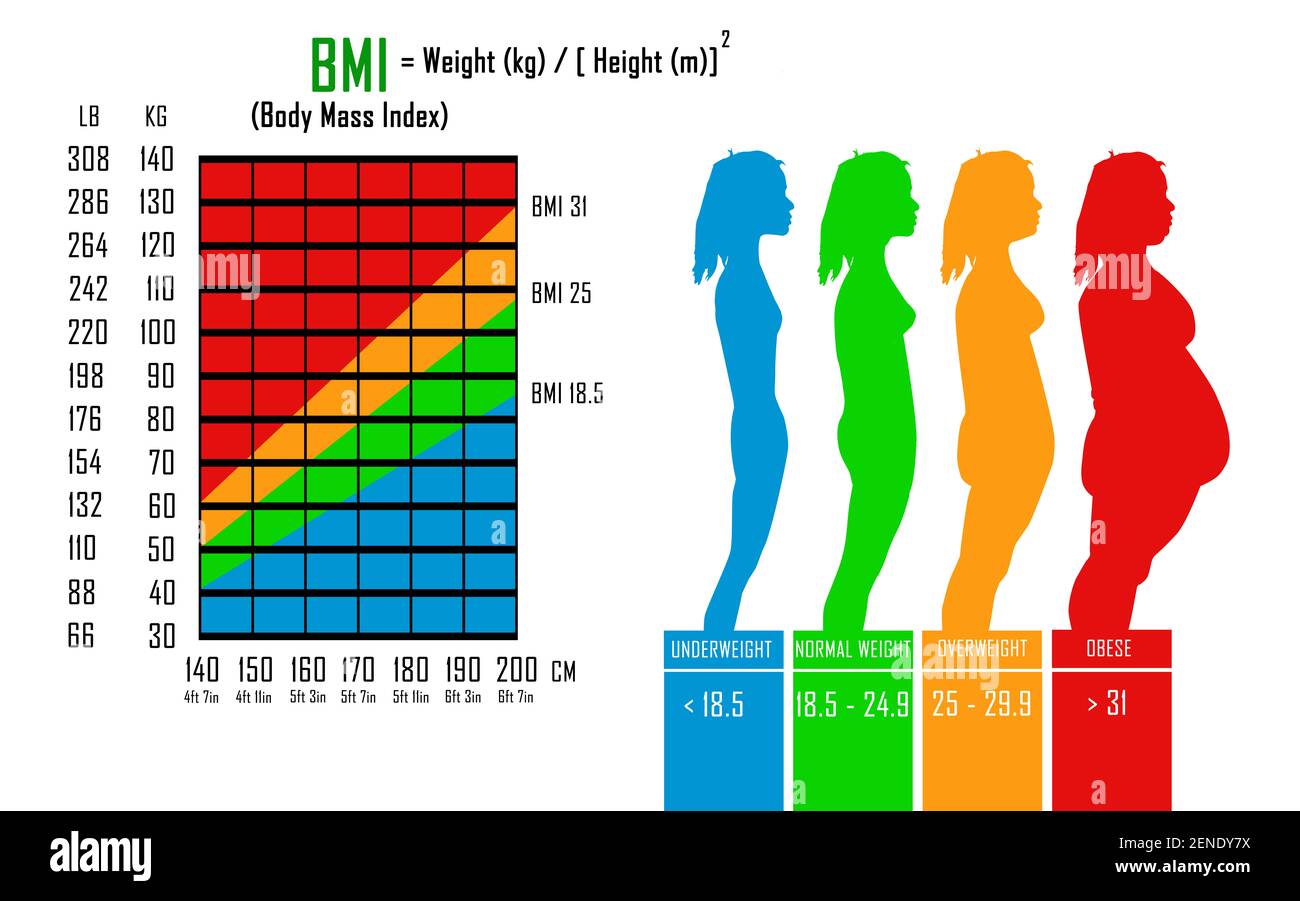 BMI = Weight (kg) / [ Height (m)]²
(Body Mass Index)
LB KG
308 140
286 130
264 120
242 110
220 100
198 90
176 80
154 70
132 60
110 50
88 40
66 30
BMI 31
BMI 25
BMI 18.5
140 150 160 170 180 190 200 CM
4ft 7in 4ft 11in 5ft 3in 5ft 7in 5ft 11in 6ft 3in 6ft 7in
UNDERWEIGHT NORMAL WEIGHT OVERWEIGHT OBESE
< 18.5 18.5 - 24.9 25 - 29.9 > 31
alamy
alamy
a
a
a
a
a
a
alamy
Image ID: 2ENDY7X
www.alamy.com